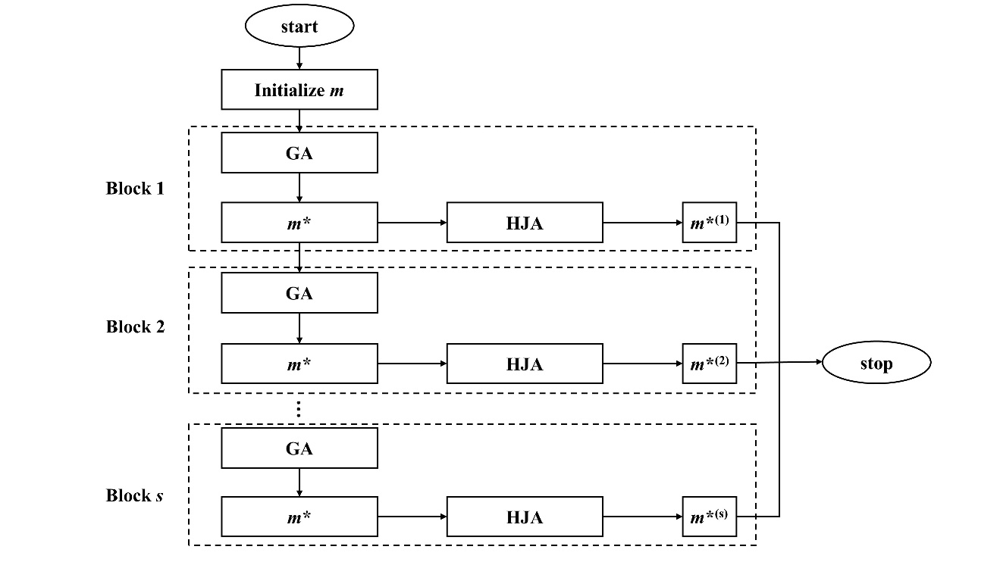 start
Initialize m
GA
Block 1
m*
HJA
m*(1)
GA
Block 2
m*
HJA
m*(2)
stop
⋮
GA
Block s
m*
HJA
m*(s)